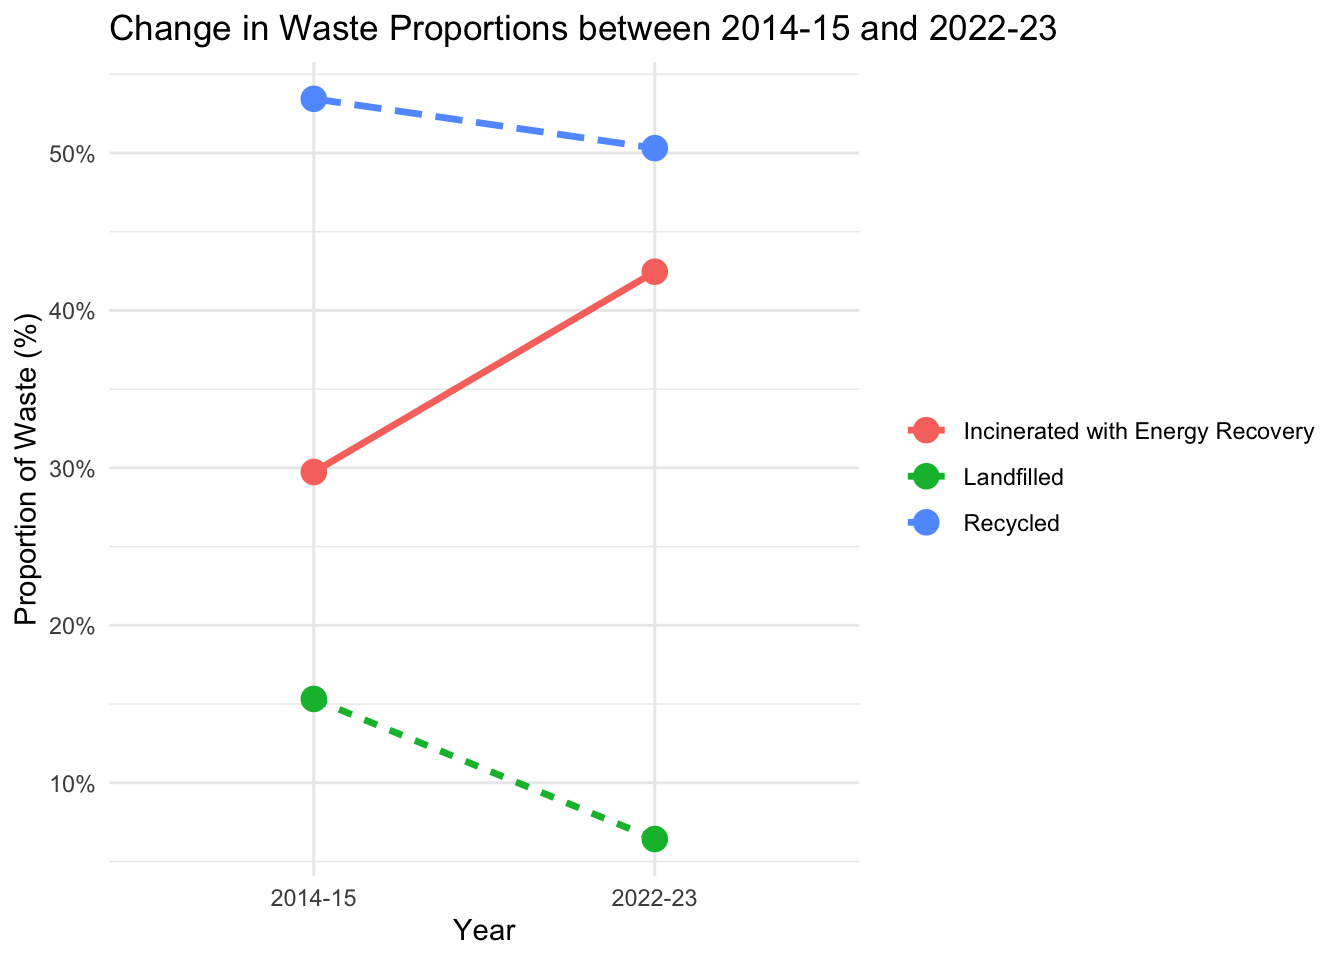 Change in Waste Proportions between 2014-15 and 2022-23
Proportion of Waste (%)
50%
40%
30%
20%
10%
2014-15
2022-23
Year
Incinerated with Energy Recovery
Landfilled
Recycled